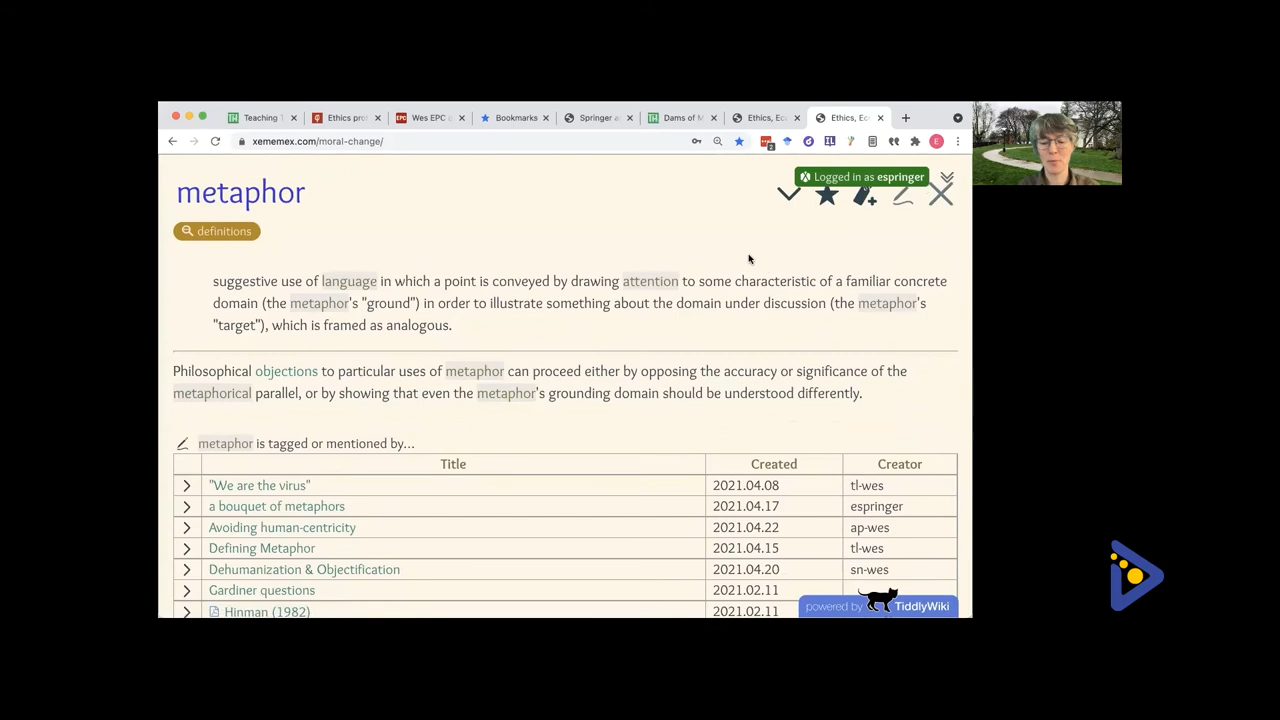 Teaching T
Ethics pro
Wes EPC
Bookmarks
Springer a
Dams of M
Ethics, Ec
Ethics, Ec
xememex.com/moral-change/
2
E
metaphor
Logged in as espringer
definitions
suggestive use of language in which a point is conveyed by drawing attention to some characteristic of a familiar concrete
domain (the metaphor's "ground") in order to illustrate something about the domain under discussion (the metaphor's
"target"), which is framed as analogous.
Philosophical objections to particular uses of metaphor can proceed either by opposing the accuracy or significance of the
metaphorical parallel, or by showing that even the metaphor's grounding domain should be understood differently.
metaphor is tagged or mentioned by...
Title Created Creator
"We are the virus" 2021.04.08 tl-wes
a bouquet of metaphors 2021.04.17 espringer
Avoiding human-centricity 2021.04.22 ap-wes
Defining Metaphor 2021.04.15 tl-wes
Dehumanization & Objectification 2021.04.20 sn-wes
Gardiner questions 2021.02.11
Hinman (1982) 2021.02.11
powered by TiddlyWiki